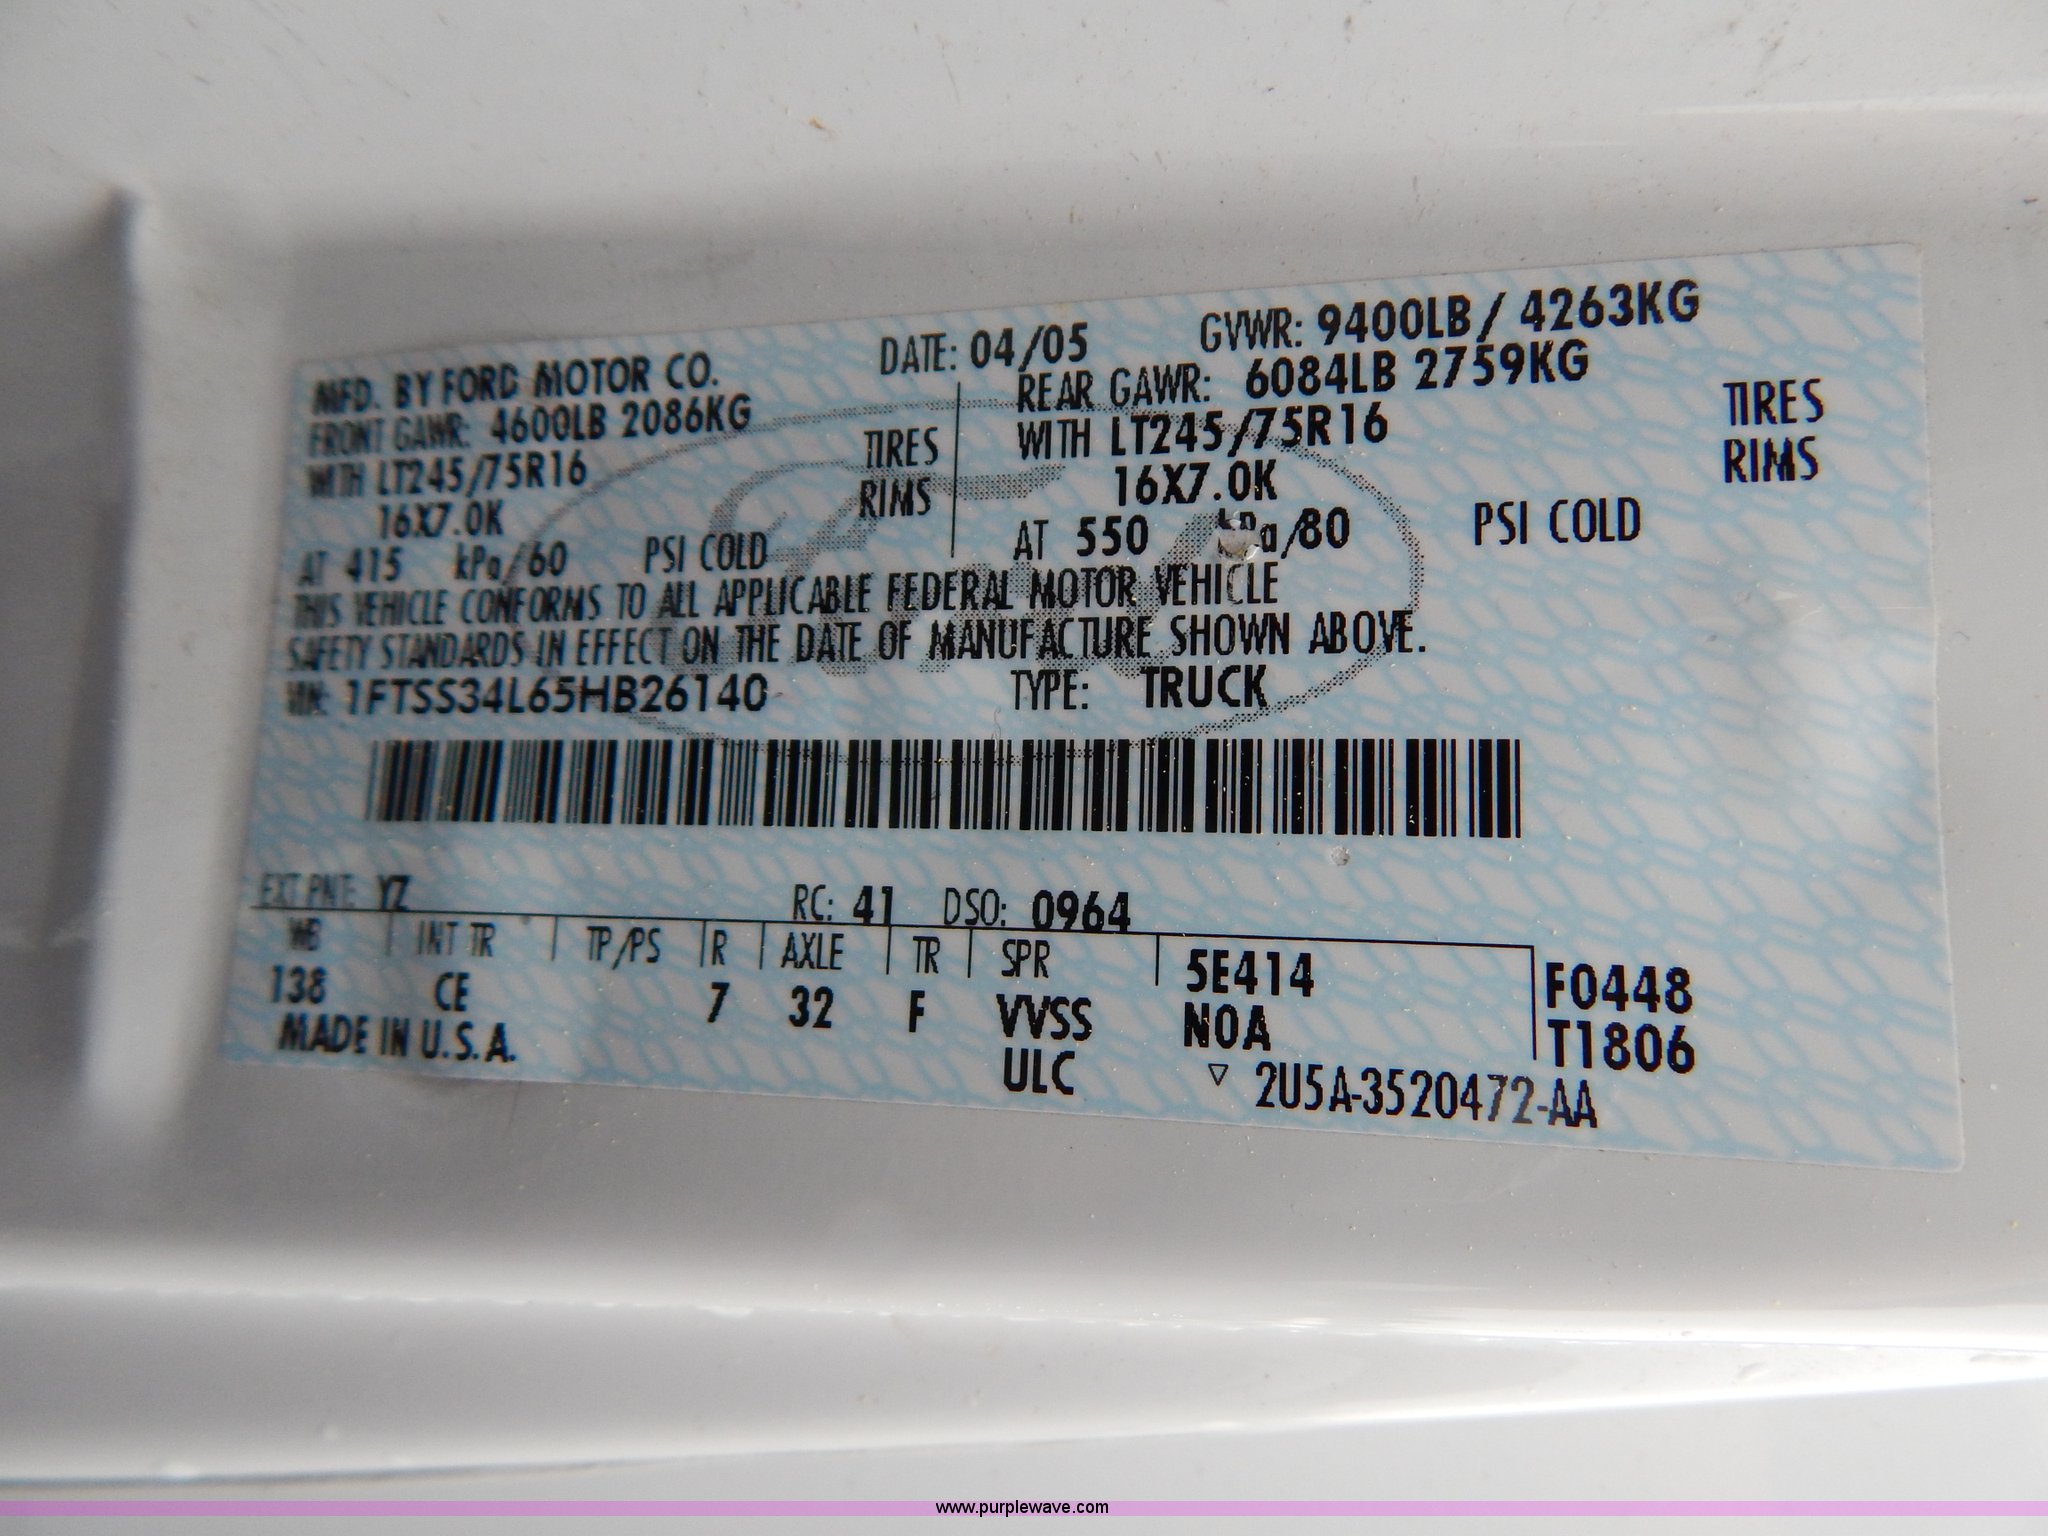 MFD. BY FORD MOTOR CO. DATE: 04/05 GVWR: 9400LB / 4263KG
FRONT GAWR: 4600LB 2086KG REAR GAWR: 6084LB 2759KG
WITH LT245/75R16 TIRES WITH LT245/75R16 TIRES
16X7.0K RIMS 16X7.0K RIMS
AT 415 kPa/60 PSI COLD AT 550 kPa/80 PSI COLD
THIS VEHICLE CONFORMS TO ALL APPLICABLE FEDERAL MOTOR VEHICLE
SAFETY STANDARDS IN EFFECT ON THE DATE OF MANUFACTURE SHOWN ABOVE.
VIN: 1FTSS34L65HB26140 TYPE: TRUCK
EXT PNT: YZ RC: 41 DSO: 0964
WB INT TR TP/PS R AXLE TR SPR 5E414 F0448
138 CE 7 32 F VVSS N0A T1806
MADE IN U.S.A. ULC ▽ 2U5A-3520472-AA
Ford
www.purplewave.com